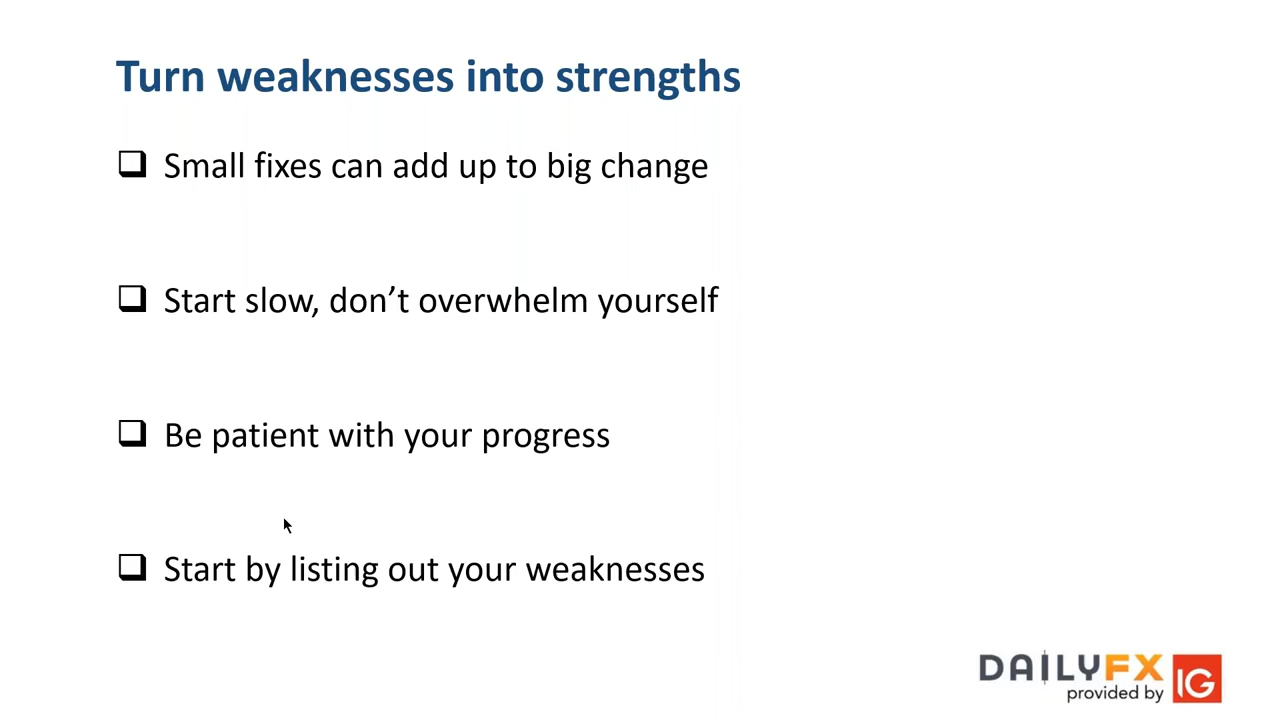 Turn weaknesses into strengths
Small fixes can add up to big change
Start slow, don’t overwhelm yourself
Be patient with your progress
Start by listing out your weaknesses
DAILYFX
provided by IG